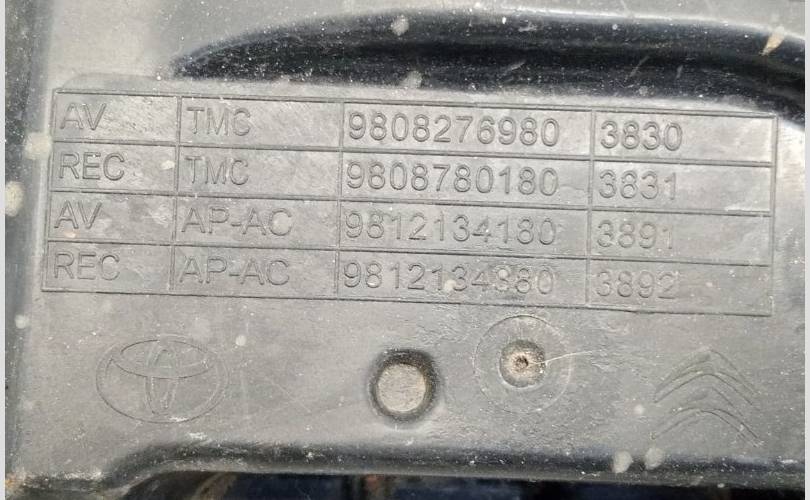 AV TMC 9808276980 3830
REC TMC 9808780180 3831
AV AP-AC 9812134180 3891
REC AP-AC 9812134380 3892